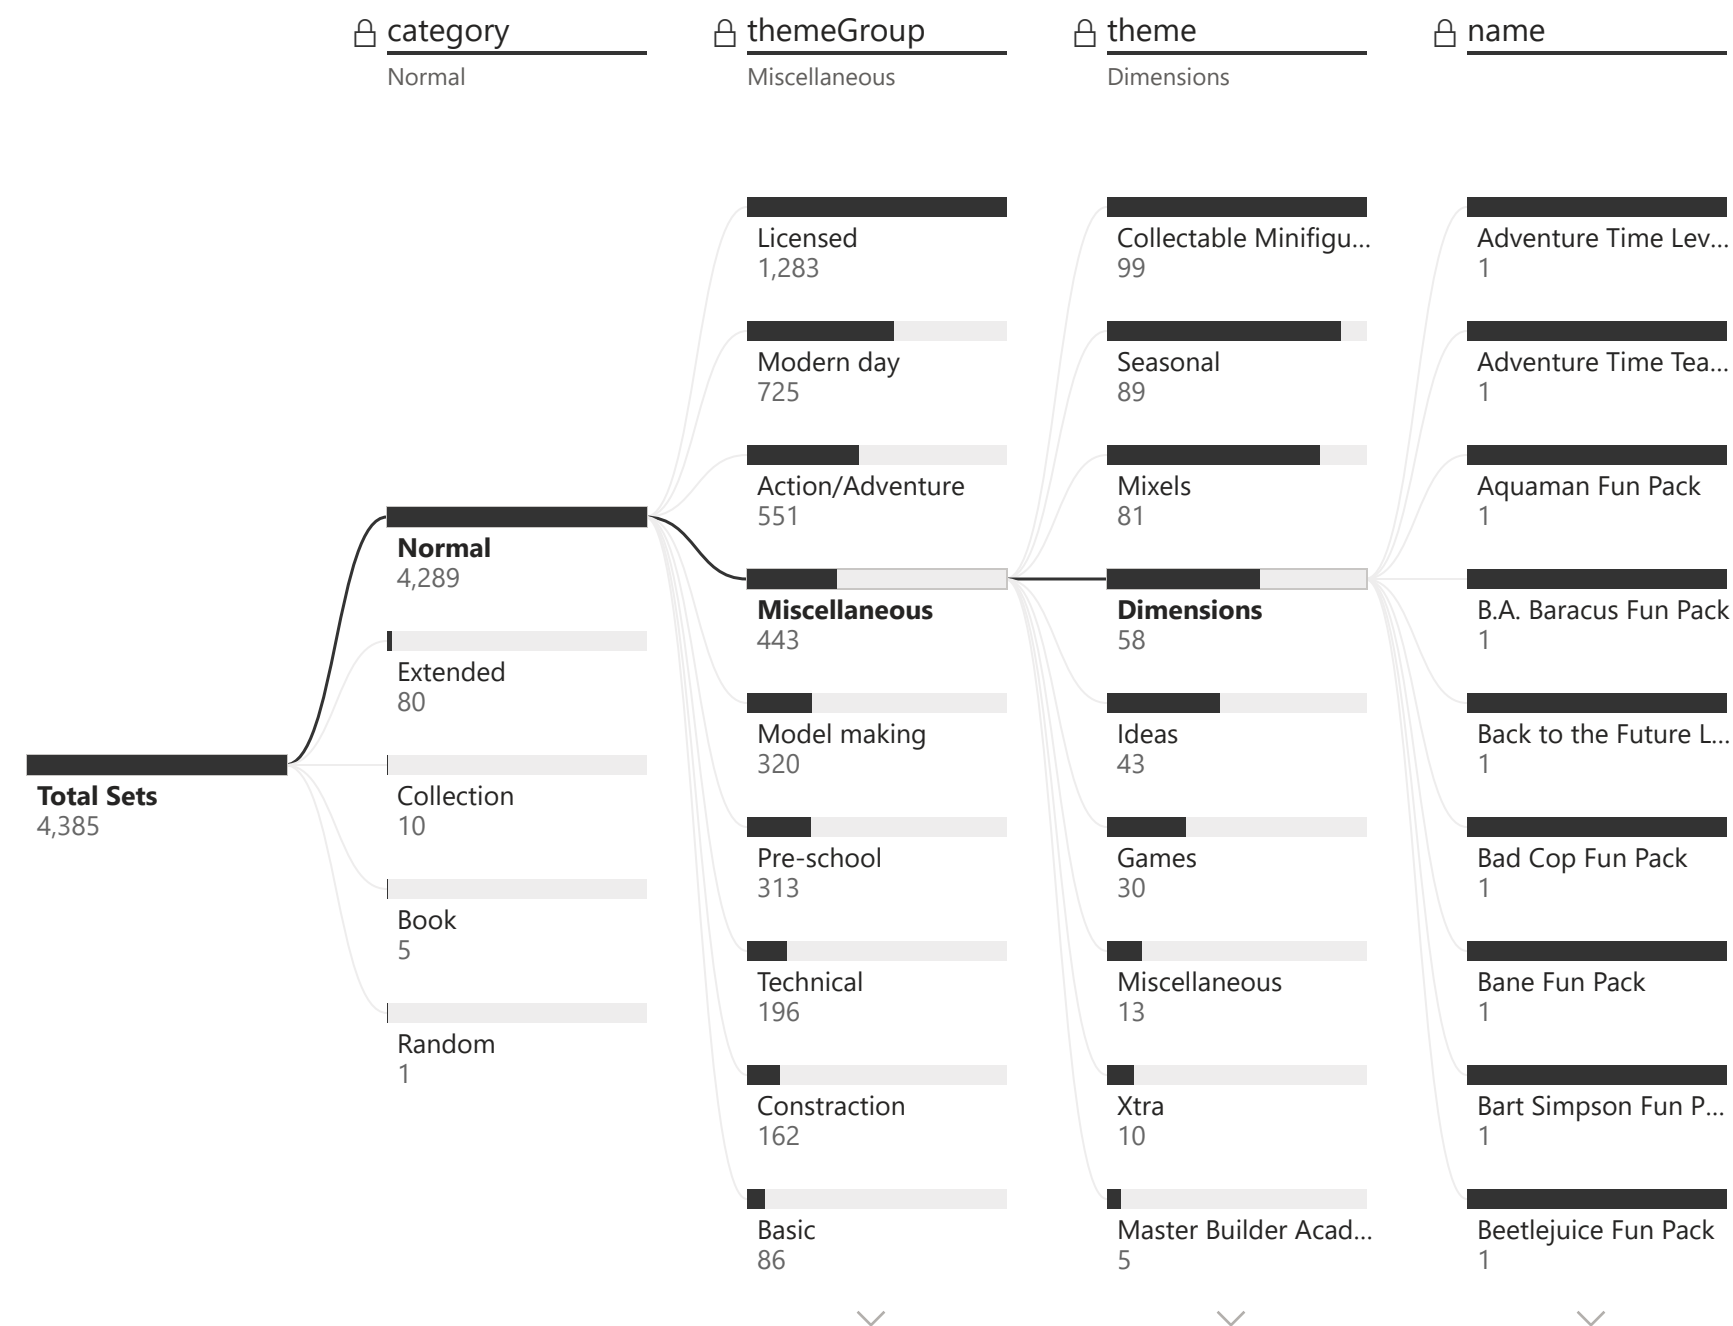 category
Normal
themeGroup
Miscellaneous
theme
Dimensions
name
Total Sets
4,385
Normal
4,289
Extended
80
Collection
10
Book
5
Random
1
Licensed
1,283
Modern day
725
Action/Adventure
551
Miscellaneous
443
Model making
320
Pre-school
313
Technical
196
Constraction
162
Basic
86
Collectable Minifigu...
99
Seasonal
89
Mixels
81
Dimensions
58
Ideas
43
Games
30
Miscellaneous
13
Xtra
10
Master Builder Acad...
5
Adventure Time Lev...
1
Adventure Time Tea...
1
Aquaman Fun Pack
1
B.A. Baracus Fun Pack
1
Back to the Future L...
1
Bad Cop Fun Pack
1
Bane Fun Pack
1
Bart Simpson Fun P...
1
Beetlejuice Fun Pack
1